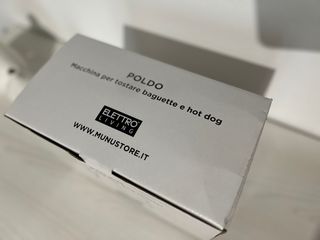 POLDO
Macchina per tostare baguette e hot dog
ELETTRO
LIVING
WWW.MUNUSTORE.IT